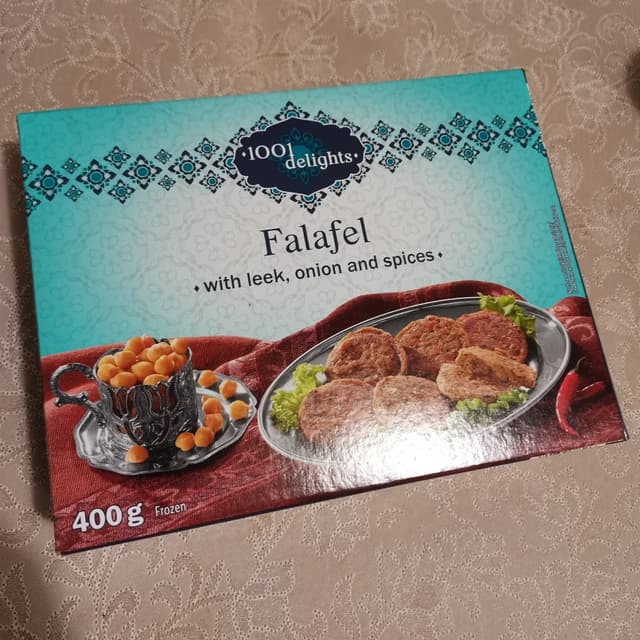 1001
delights
Falafel
with leek, onion and spices
400 g Frozen